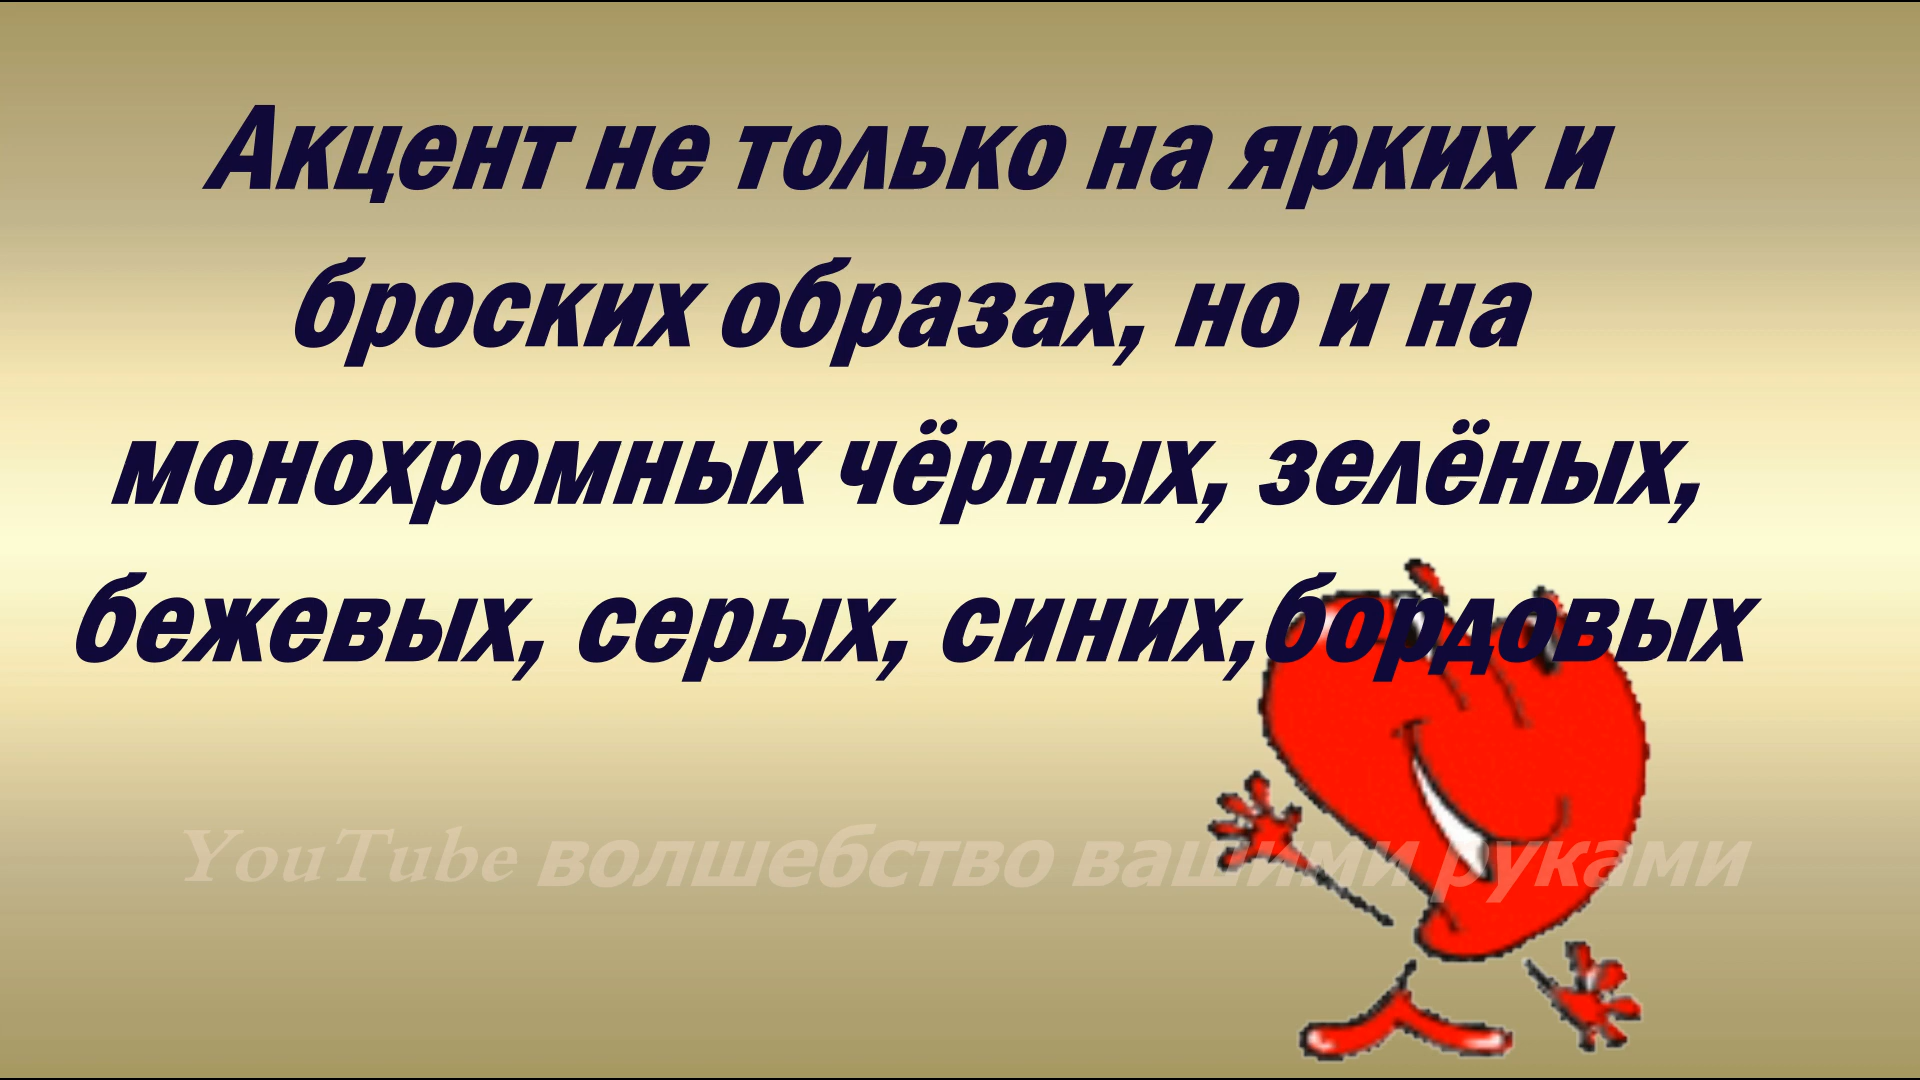 Акцент не только на ярких и
броских образах, но и на
монохромных чёрных, зелёных,
бежевых, серых, синих,бордовых
YouTube волшебство вашими руками